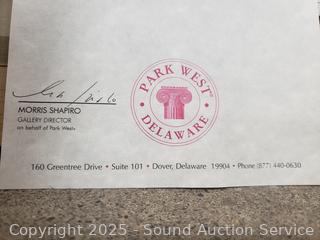 MORRIS SHAPIRO
GALLERY DIRECTOR
on behalf of Park West®
PARK WEST®
DELAWARE
160 Greentree Drive • Suite 101 • Dover, Delaware 19904 • Phone (877) 440-0630
Copyright 2025 - Sound Auction Service